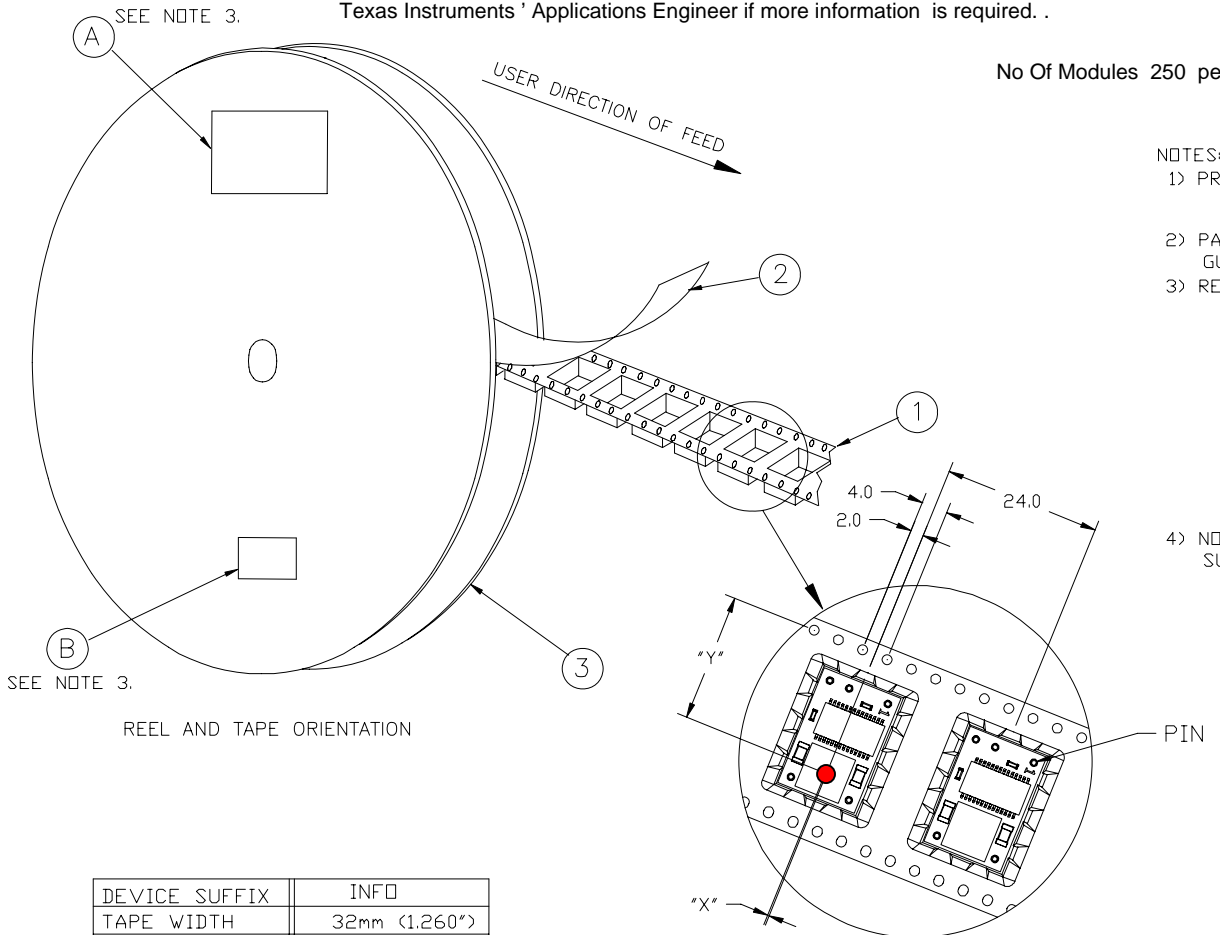 SEE NOTE 3.
Texas Instruments ' Applications Engineer if more information is required. .
A
USER DIRECTION OF FEED
No Of Modules 250 pe
NOTES:
1) PR
2) PA
GU
3) RE
2
1
4.0
2.0
24.0
4) NO
SU
B
SEE NOTE 3.
3
"Y"
REEL AND TAPE ORIENTATION
PIN
"X"
DEVICE SUFFIX INFO
TAPE WIDTH 32mm (1.260")